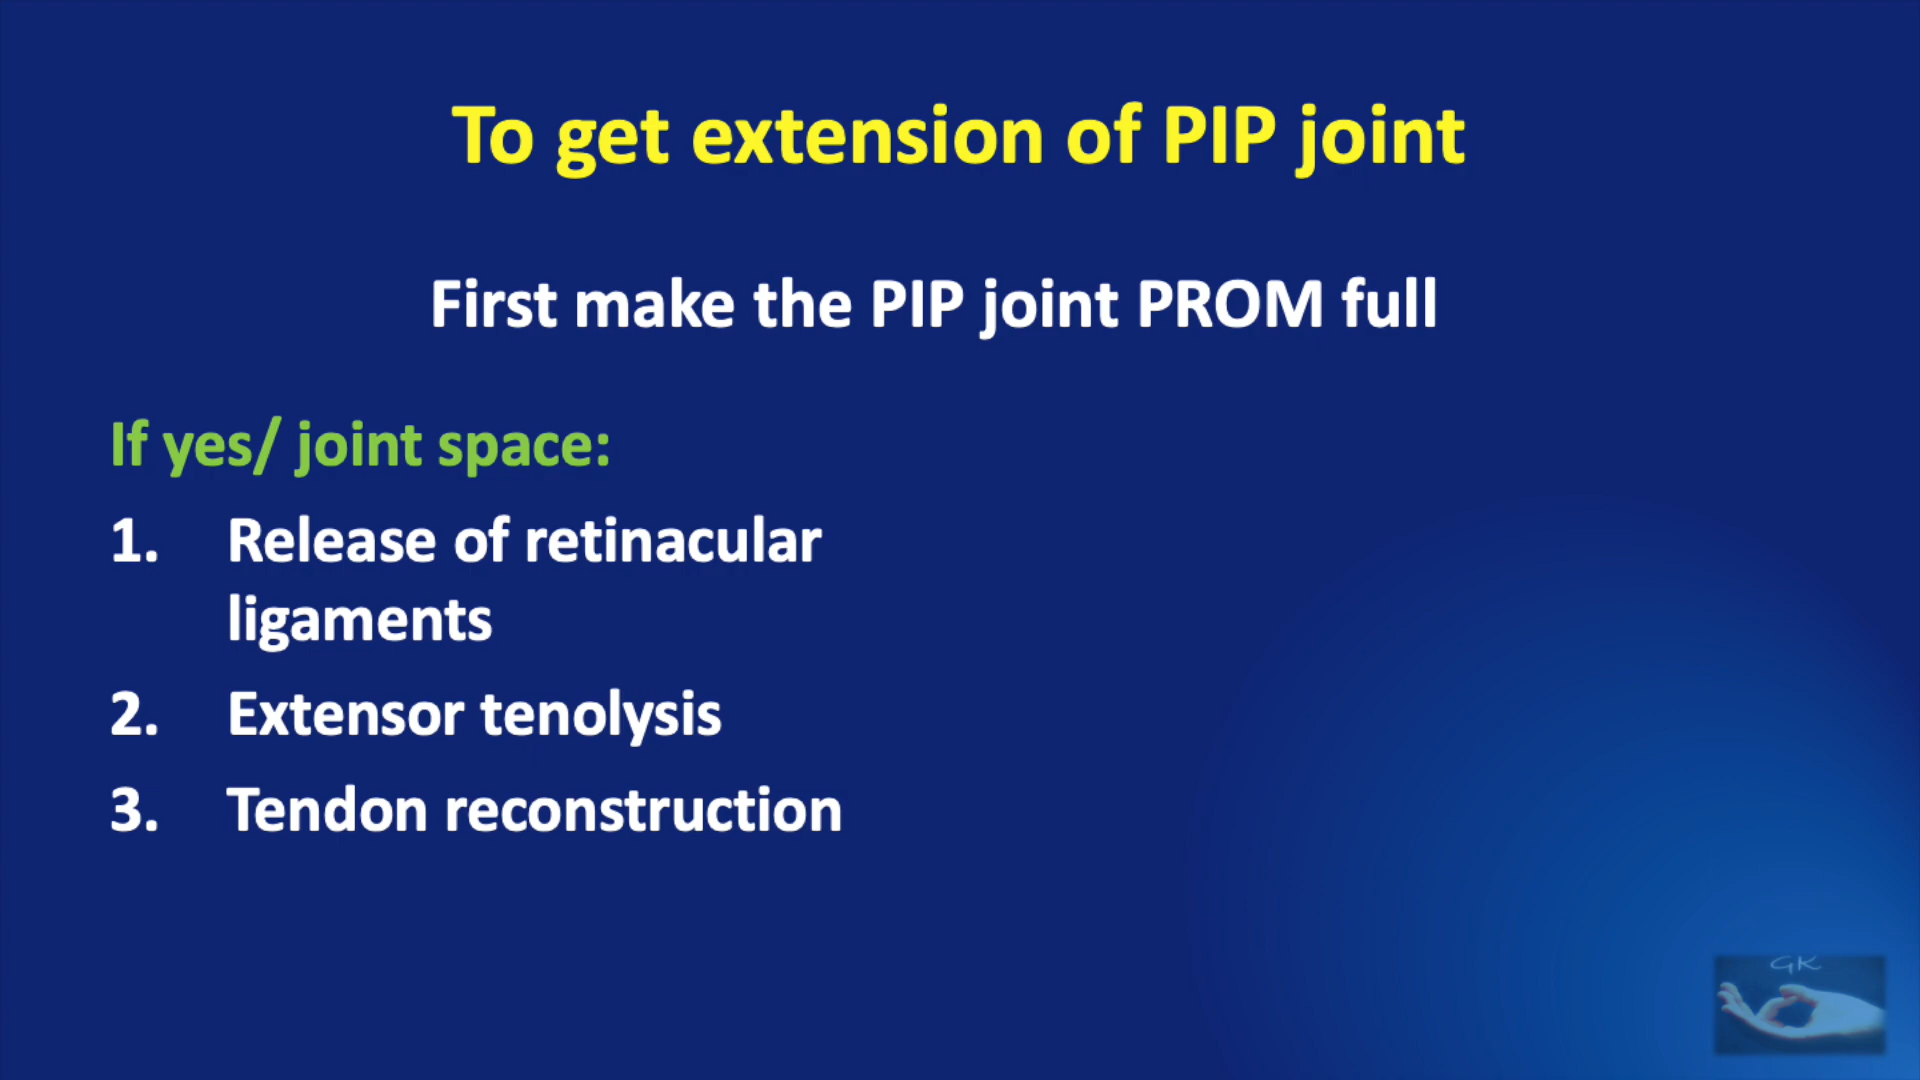 To get extension of PIP joint
First make the PIP joint PROM full
If yes/ joint space:
1. Release of retinacular
ligaments
2. Extensor tenolysis
3. Tendon reconstruction
GK